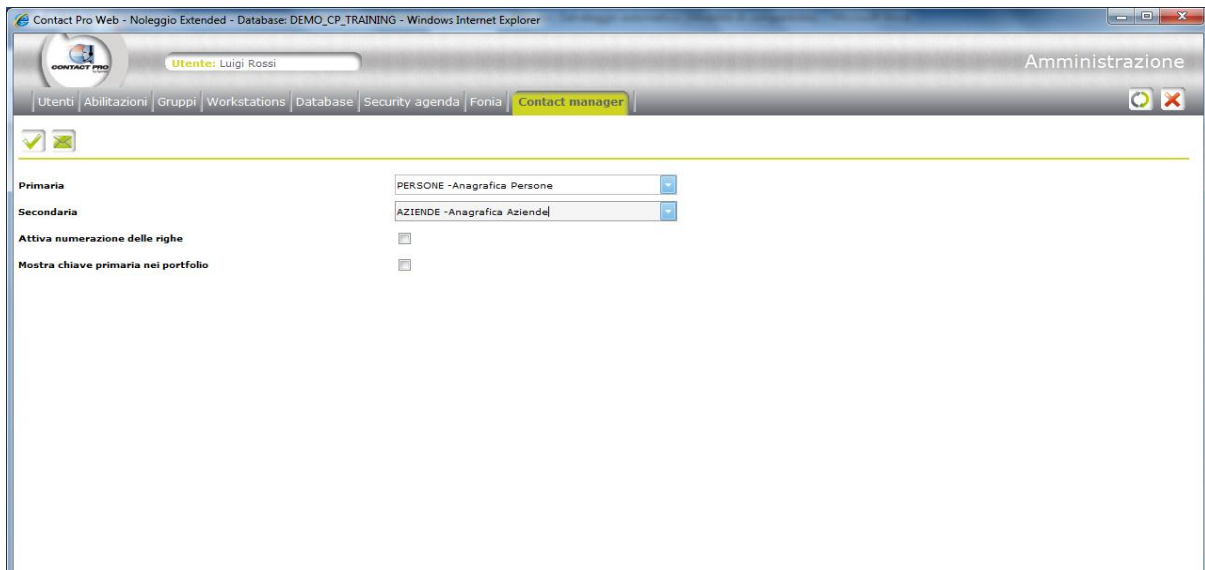 Contact Pro Web - Noleggio Extended - Database: DEMO_CP_TRAINING - Windows Internet Explorer
CONTACT PRO
Utente: Luigi Rossi
Amministrazione
Utenti Abilitazioni Gruppi Workstations Database Security agenda Fonia Contact manager
Primaria PERSONE -Anagrafica Persone
Secondaria AZIENDE -Anagrafica Aziende
Attiva numerazione delle righe
Mostra chiave primaria nei portfolio